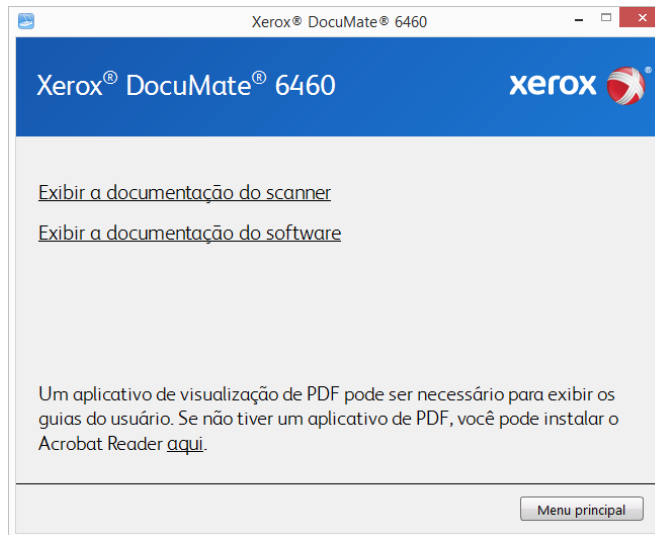 Xerox® DocuMate® 6460
Xerox® DocuMate® 6460
xerox®
Exibir a documentação do scanner
Exibir a documentação do software
Um aplicativo de visualização de PDF pode ser necessário para exibir os
guias do usuário. Se não tiver um aplicativo de PDF, você pode instalar o
Acrobat Reader aqui.
Menu principal